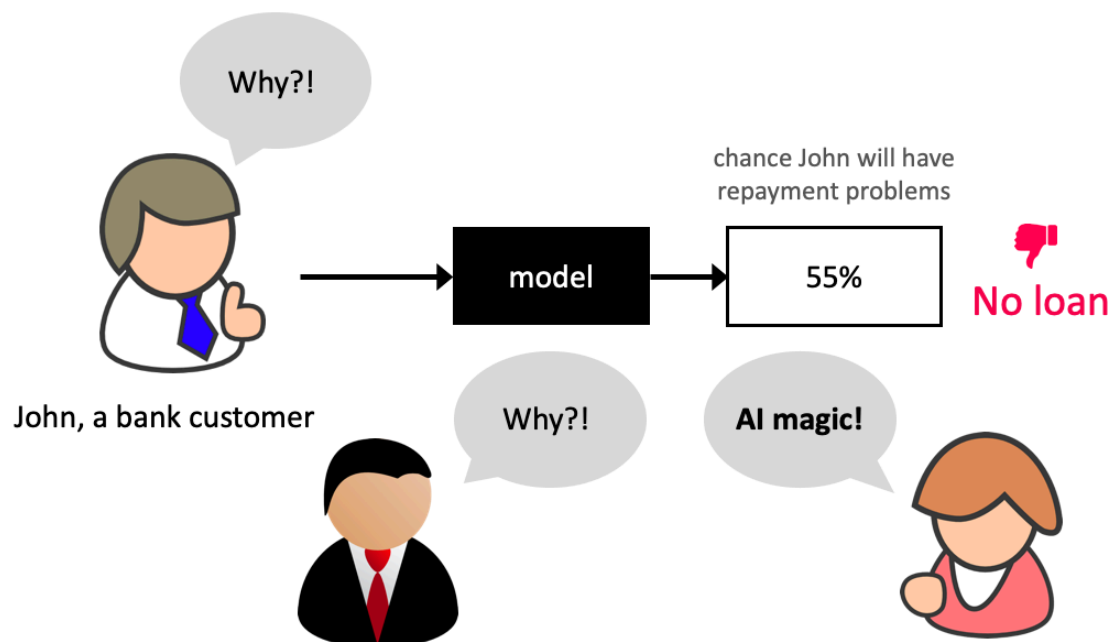 Why?!
chance John will have
repayment problems
model
55%
No loan
John, a bank customer
Why?!
AI magic!